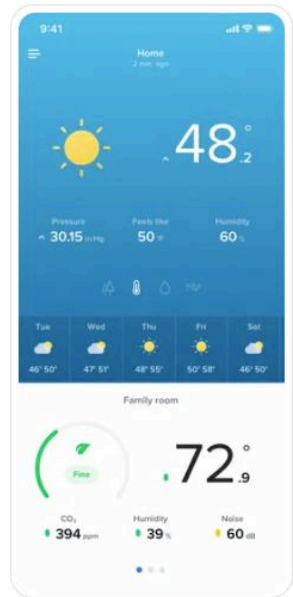 9:41
Home
2 min. ago
48°.2
Pressure Feels like Humidity
30.15 inHg 50 °F 60 %
Tue Wed Thu Fri Sat
46° 50° 47° 51° 48° 55° 50° 58° 46° 50°
Family room
Fine
72°.9
CO₂ Humidity Noise
394 ppm 39 % 60 dB